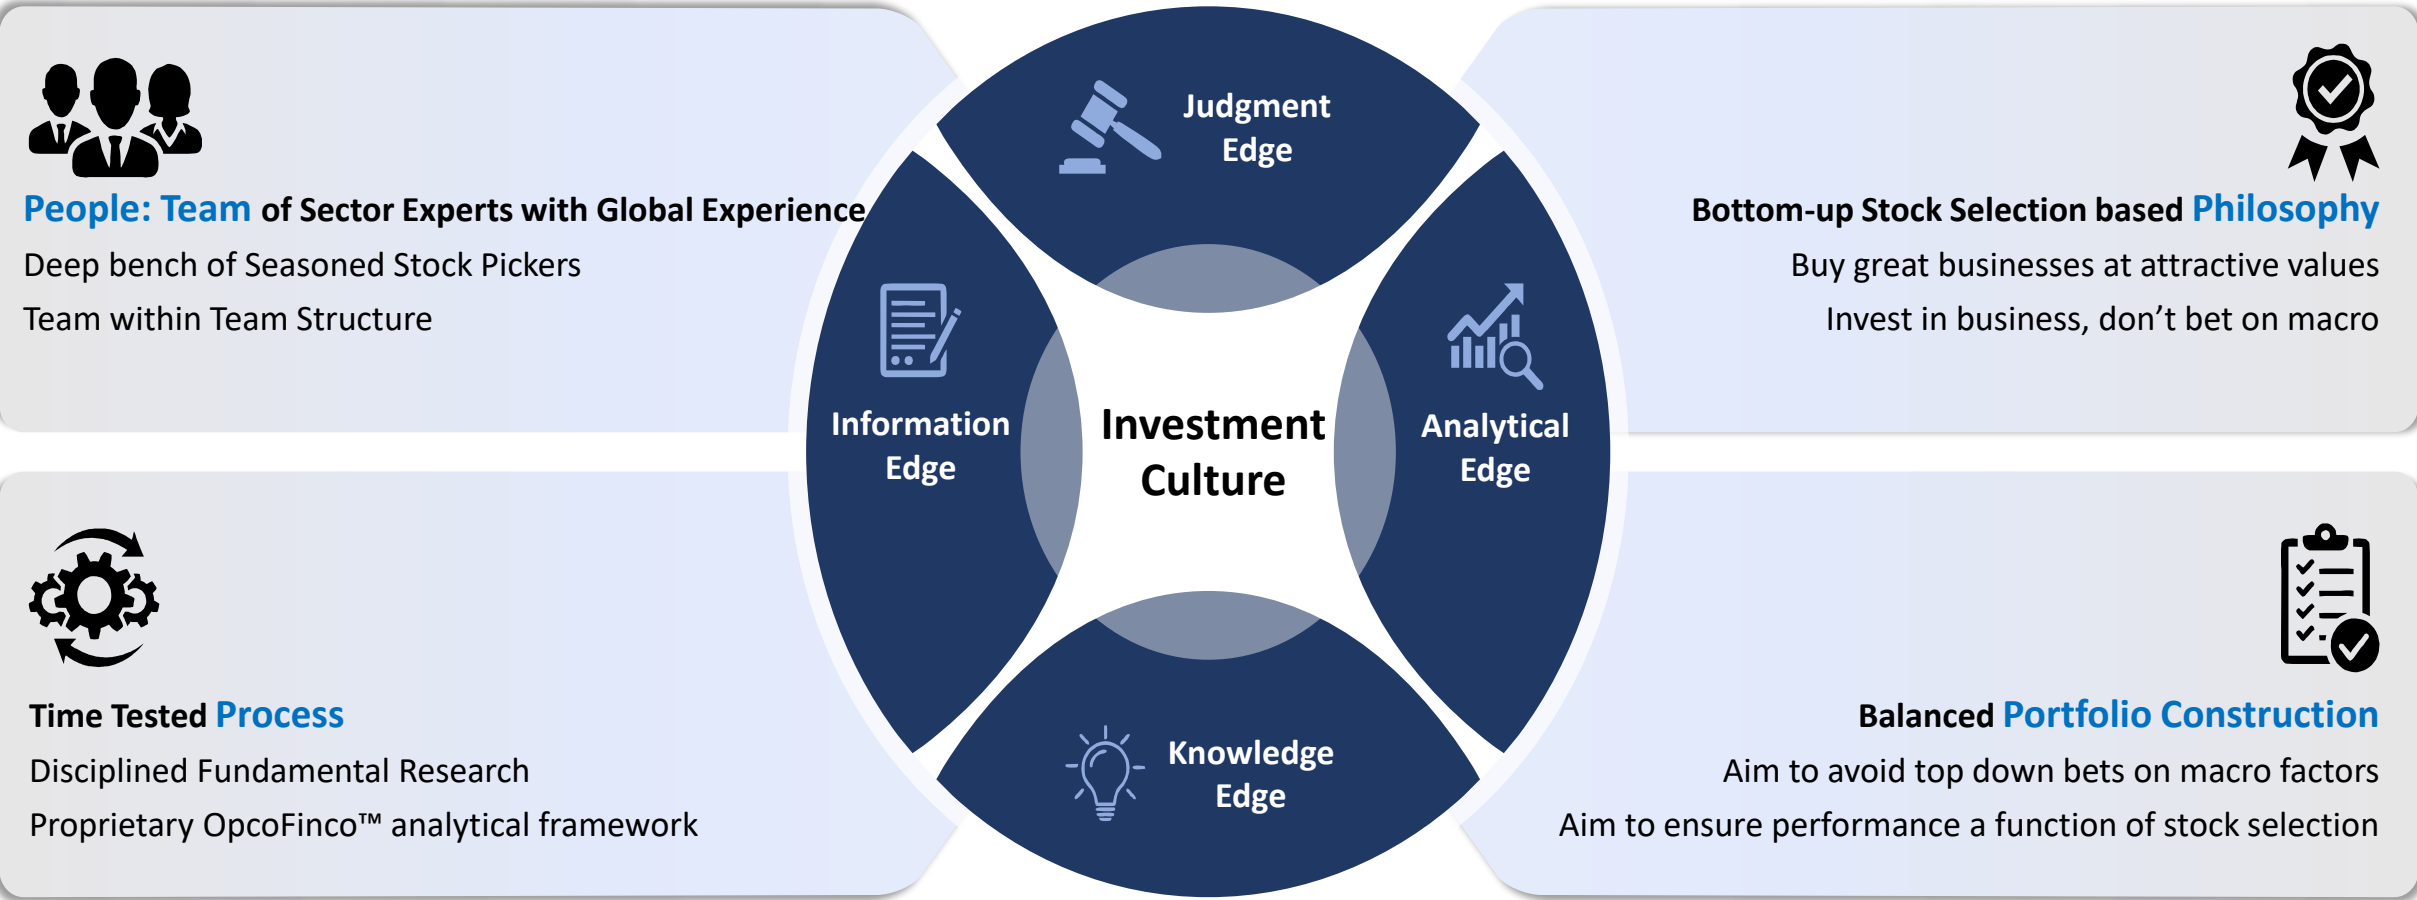 People: Team of Sector Experts with Global Experience
Deep bench of Seasoned Stock Pickers
Team within Team Structure
Judgment
Edge
Bottom-up Stock Selection based Philosophy
Buy great businesses at attractive values
Invest in business, don’t bet on macro
Information
Edge
Investment
Culture
Analytical
Edge
Time Tested Process
Disciplined Fundamental Research
Proprietary OpcoFinco™ analytical framework
Knowledge
Edge
Balanced Portfolio Construction
Aim to avoid top down bets on macro factors
Aim to ensure performance a function of stock selection